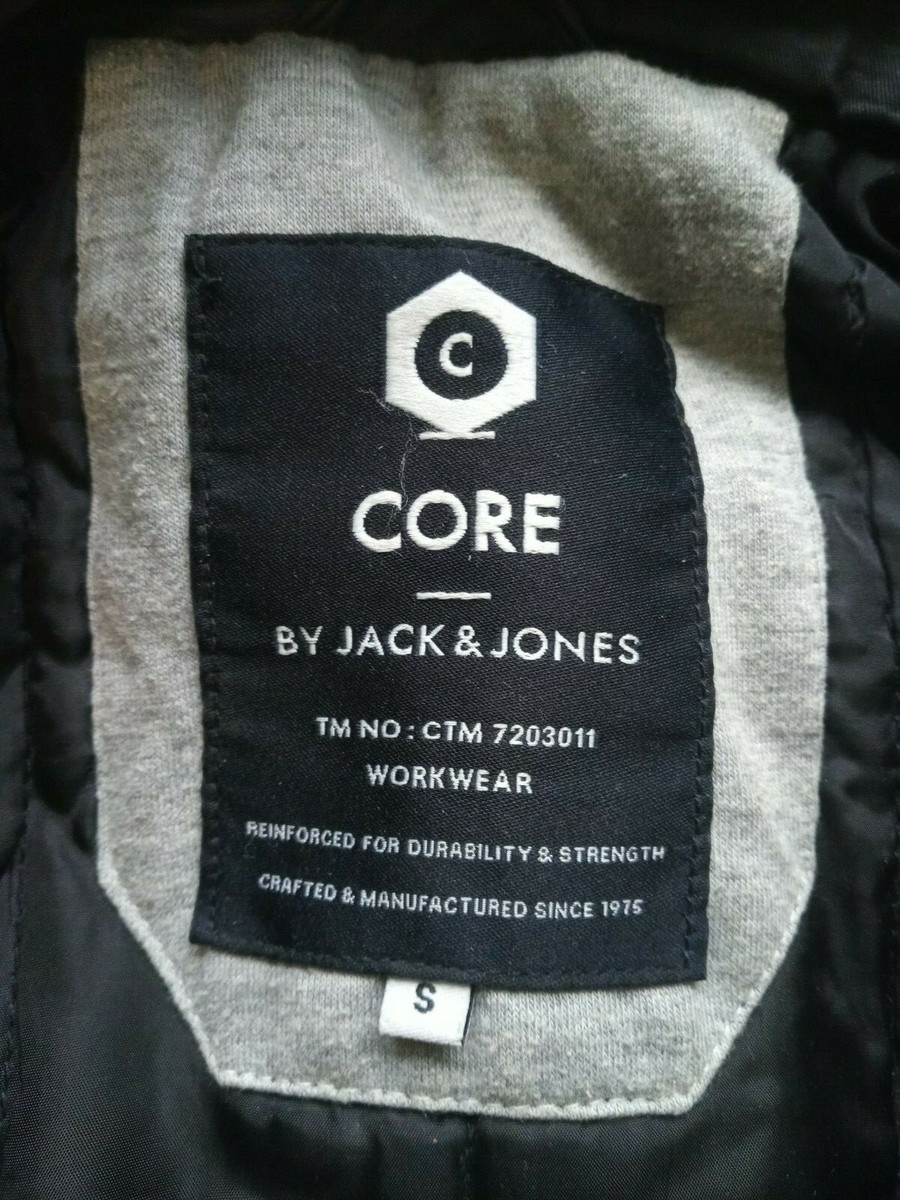 C
CORE
BY JACK & JONES
TM NO : CTM 7203011
WORKWEAR
REINFORCED FOR DURABILITY & STRENGTH
CRAFTED & MANUFACTURED SINCE 1975
S